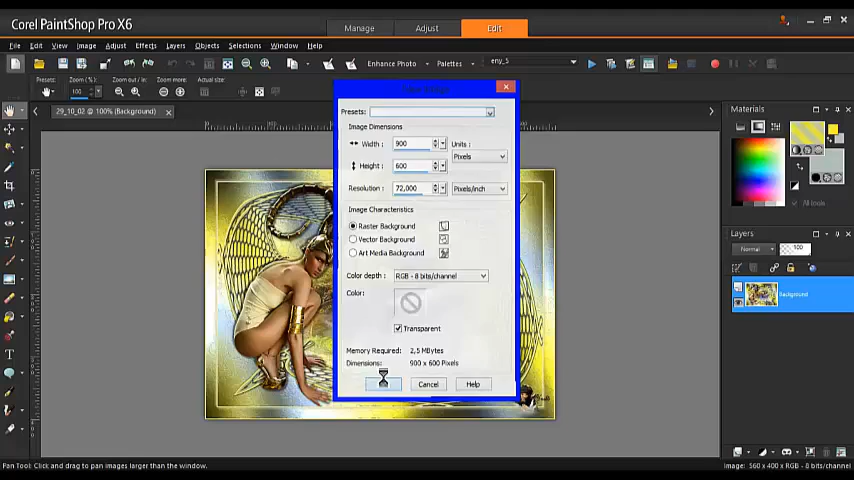 Corel PaintShop Pro X6
Manage
Adjust
Edit
File Edit View Image Adjust Effects Layers Objects Selections Window Help
Enhance Photo
Palettes
eny_5
Presets:
Zoom (%):
Zoom out/in:
Zoom more:
Actual size:
100
29_10_02 @ 100% (Background)
Presets:
Image Dimensions
Width : 900
Units :
Pixels
Height : 600
Resolution : 72,000
Pixels/inch
Image Characteristics
Raster Background
Vector Background
Art Media Background
Color depth : RGB - 8 bits/channel
Color:
Transparent
Memory Required: 2,5 MBytes
Dimensions: 900 x 600 Pixels
Cancel
Help
Materials
All tools
Layers
Normal
100
Background
Pan Tool: Click and drag to pan images larger than the window.
Image: 560 x 400 x RGB - 8 bits/channel